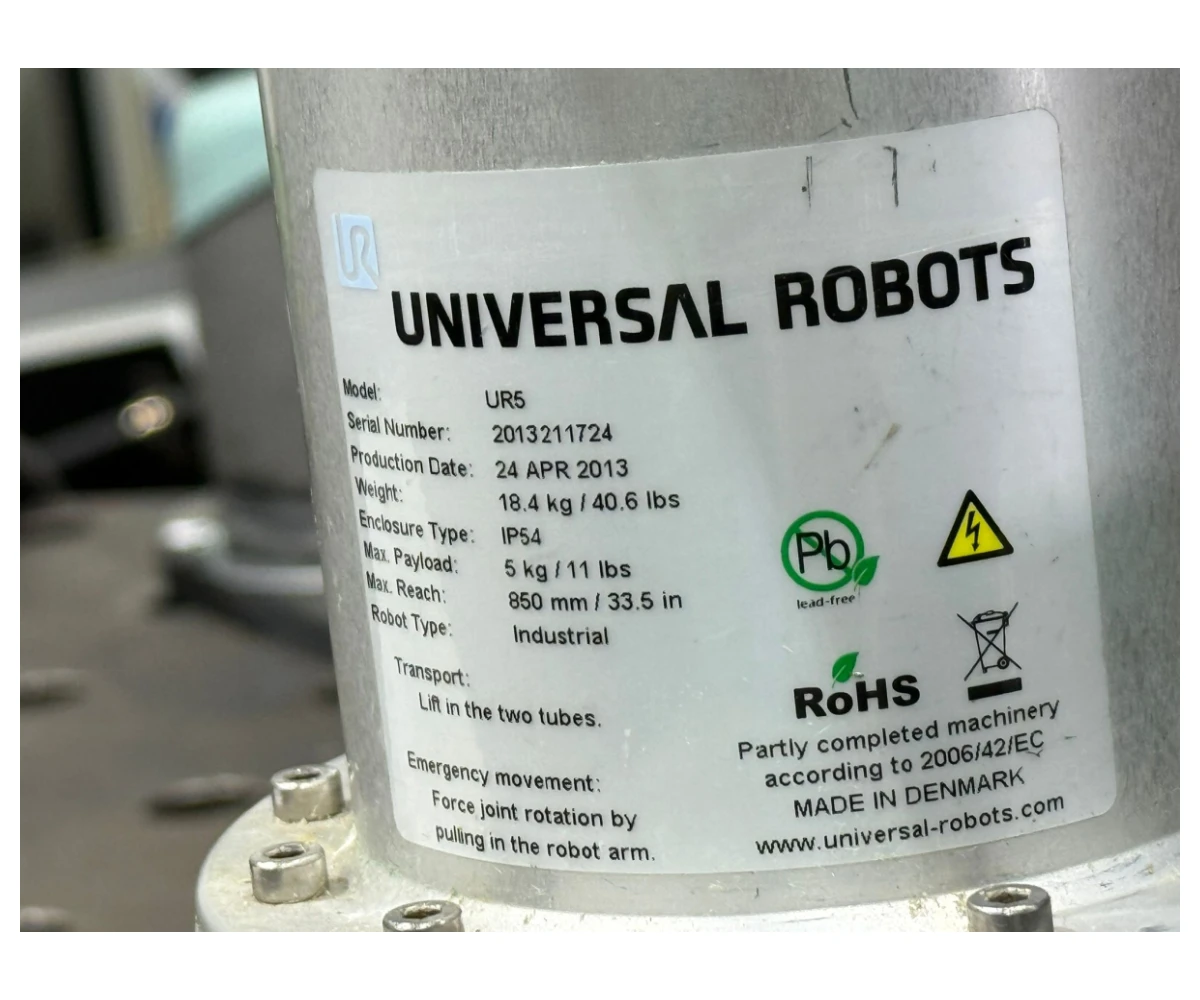 UNIVERSAL ROBOTS
Model: UR5
Serial Number: 2013211724
Production Date: 24 APR 2013
Weight: 18.4 kg / 40.6 lbs
Enclosure Type: IP54
Max. Payload: 5 kg / 11 lbs
Max. Reach: 850 mm / 33.5 in
Robot Type: Industrial
Transport:
Lift in the two tubes.
Emergency movement:
Force joint rotation by
pulling in the robot arm.
Pb
lead-free
RoHS
Partly completed machinery
according to 2006/42/EC
MADE IN DENMARK
www.universal-robots.com